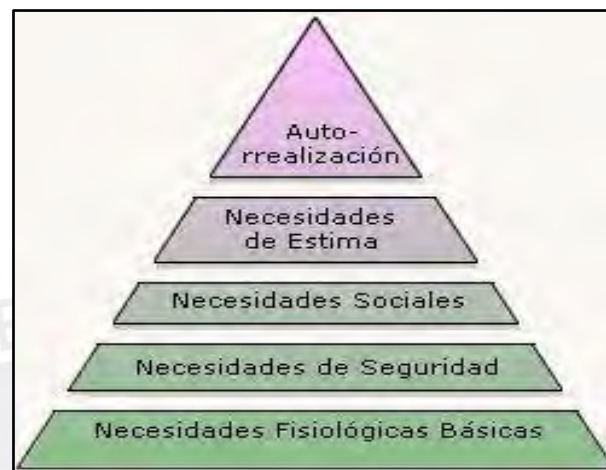 Auto-
rrealización
Necesidades
de Estima
Necesidades Sociales
Necesidades de Seguridad
Necesidades Fisiológicas Básicas